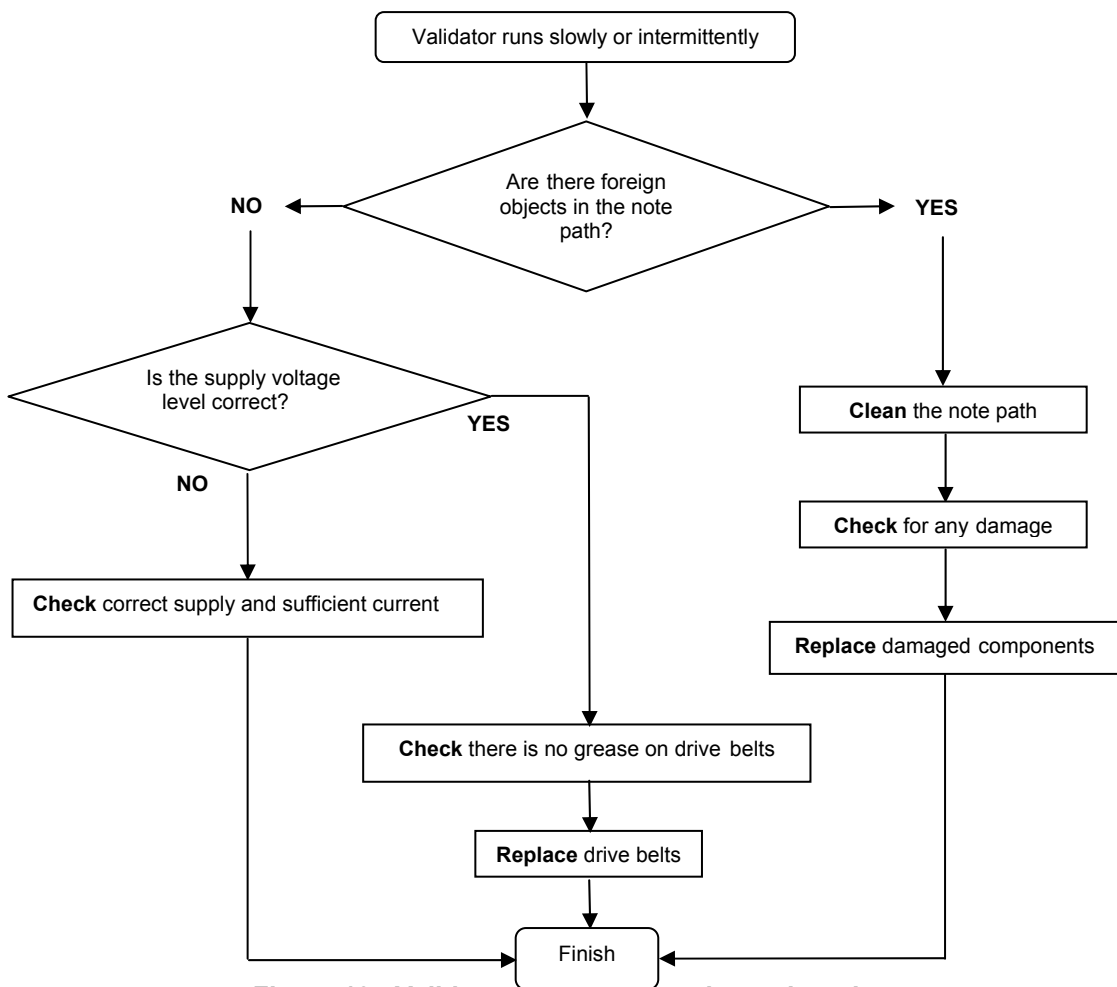 Validator runs slowly or intermittently
Are there foreign
objects in the note
path?
NO
YES
Is the supply voltage
level correct?
YES
NO
Clean the note path
Check for any damage
Check correct supply and sufficient current
Replace damaged components
Check there is no grease on drive belts
Replace drive belts
Finish